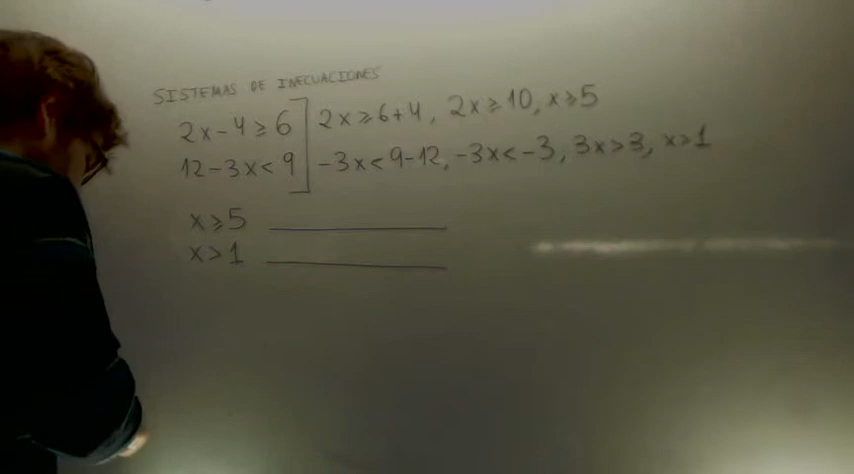 SISTEMAS DE INECUACIONES
2x-4≥6] 2x≥6+4, 2x≥10, x≥5
12-3x<9] -3x<9-12, -3x<-3, 3x>3, x>1
x≥5
x>1